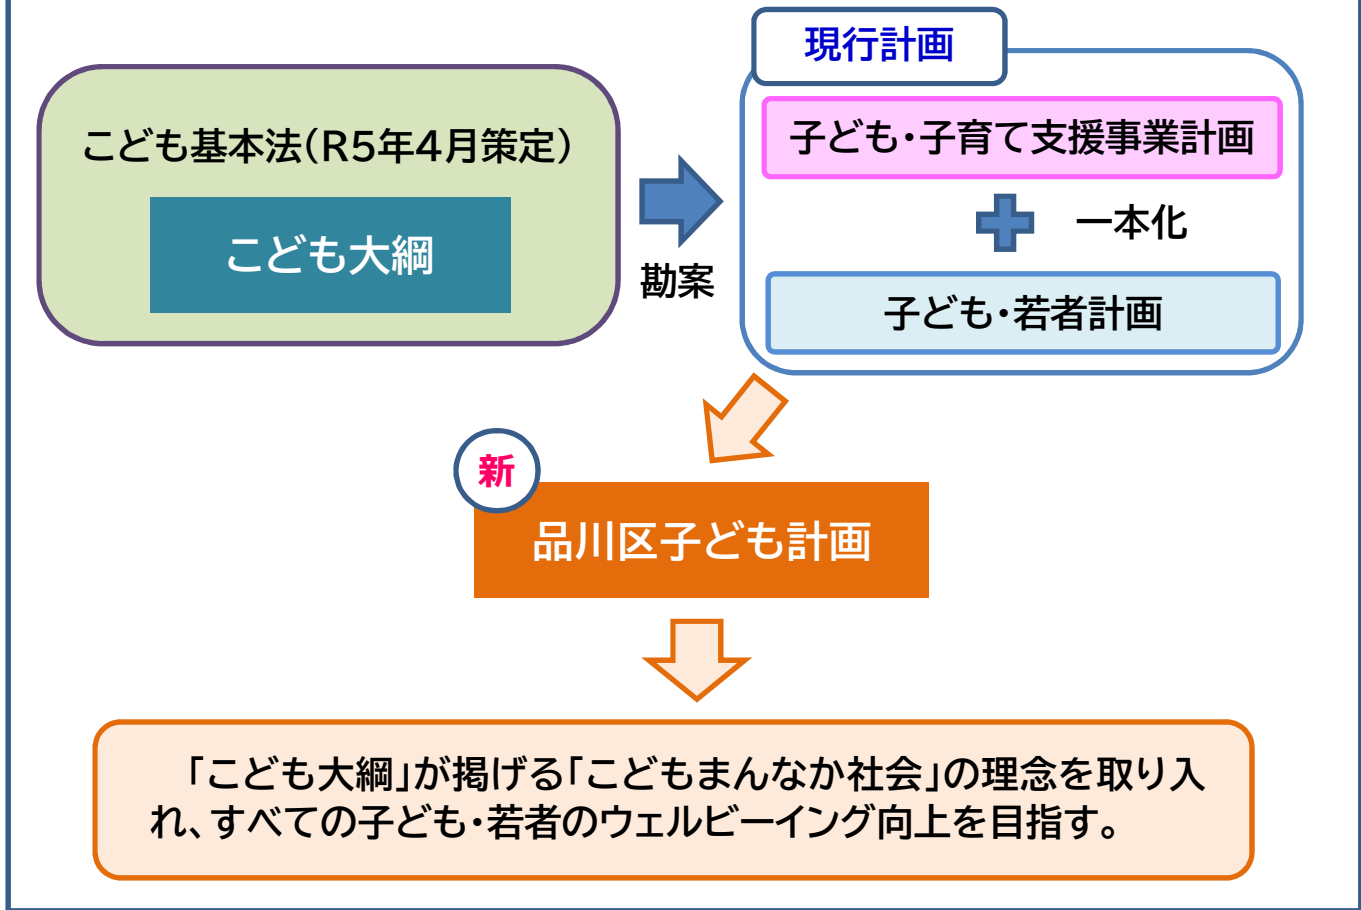 現行計画
こども基本法(R5年4月策定)
こども大綱
勘案
子ども・子育て支援事業計画
一本化
子ども・若者計画
新
品川区子ども計画
「こども大綱」が掲げる「こどもまんなか社会」の理念を取り入
れ、すべての子ども・若者のウェルビーイング向上を目指す。